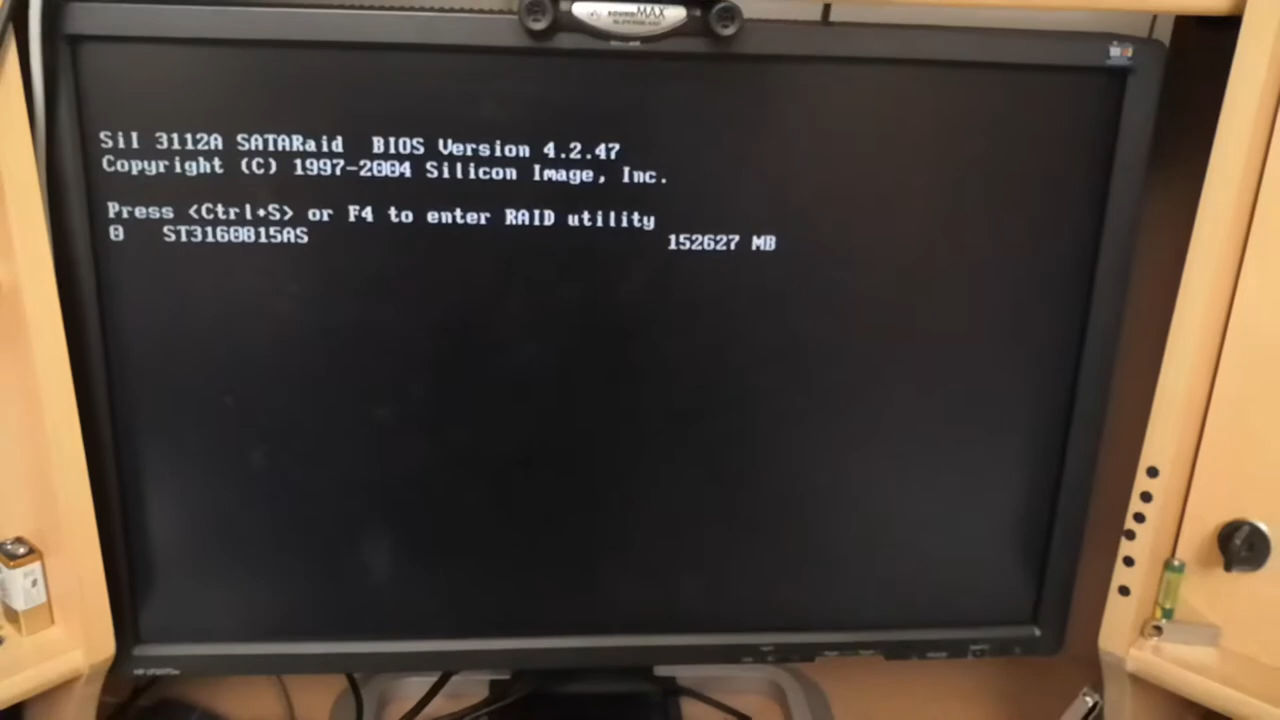 SoundMAX
SiI 3112A SATARaid BIOS Version 4.2.47
Copyright (C) 1997-2004 Silicon Image, Inc.
Press <Ctrl+S> or F4 to enter RAID utility
0 ST3160815AS 152627 MB